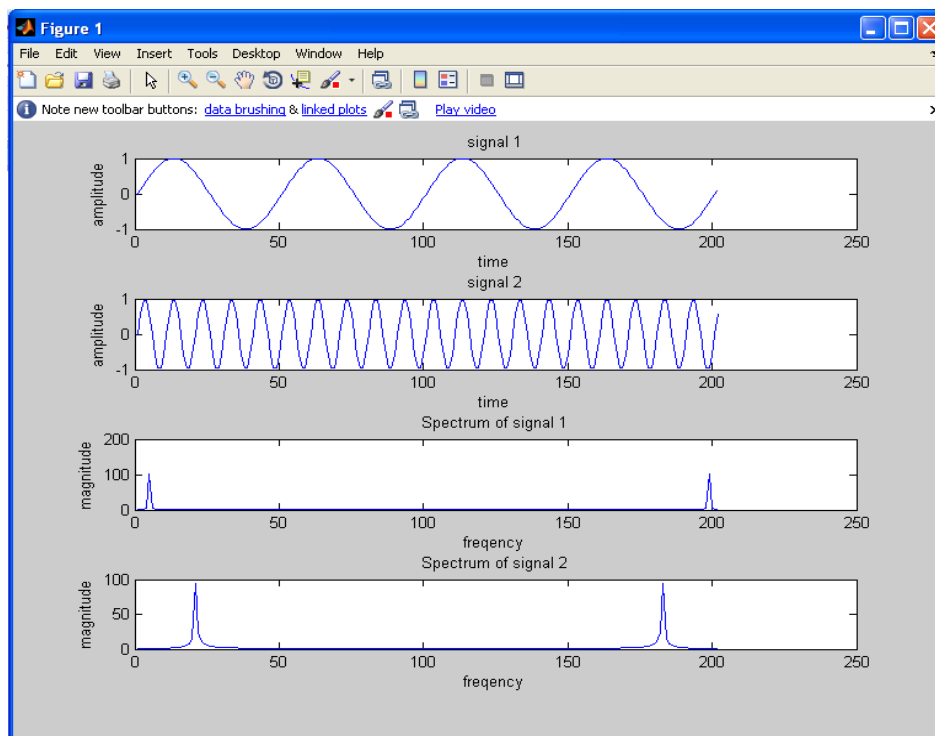 Figure 1
File Edit View Insert Tools Desktop Window Help
Note new toolbar buttons: data brushing & linked plots Play video
signal 1
amplitude
1
0
-1
0 50 100 150 200 250
time
signal 2
amplitude
1
0
-1
0 50 100 150 200 250
time
Spectrum of signal 1
magnitude
200
100
0
0 50 100 150 200 250
freqency
Spectrum of signal 2
magnitude
100
50
0
0 50 100 150 200 250
freqency